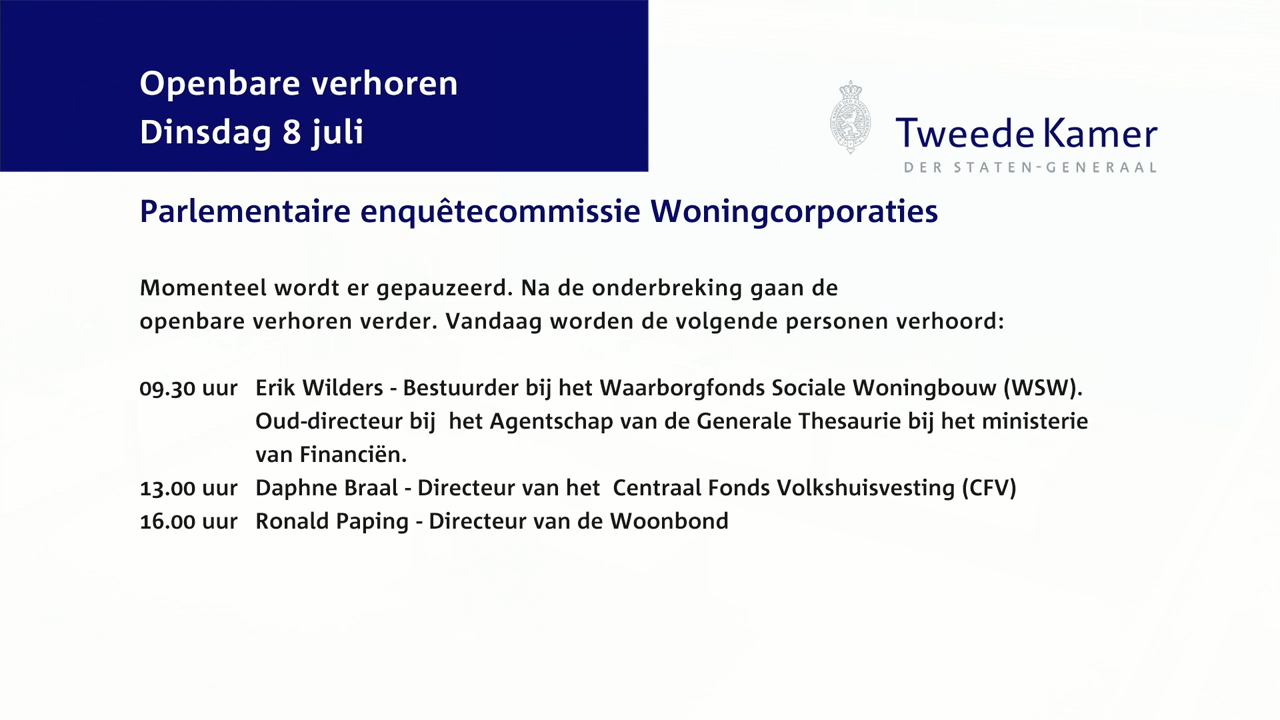 Openbare verhoren
Dinsdag 8 juli
Tweede Kamer
DER STATEN-GENERAAL
Parlementaire enquêtecommissie Woningcorporaties
Momenteel wordt er gepauzeerd. Na de onderbreking gaan de
openbare verhoren verder. Vandaag worden de volgende personen verhoord:
09.30 uur Erik Wilders - Bestuurder bij het Waarborgfonds Sociale Woningbouw (WSW).
Oud-directeur bij het Agentschap van de Generale Thesaurie bij het ministerie
van Financiën.
13.00 uur Daphne Braal - Directeur van het Centraal Fonds Volkshuisvesting (CFV)
16.00 uur Ronald Paping - Directeur van de Woonbond